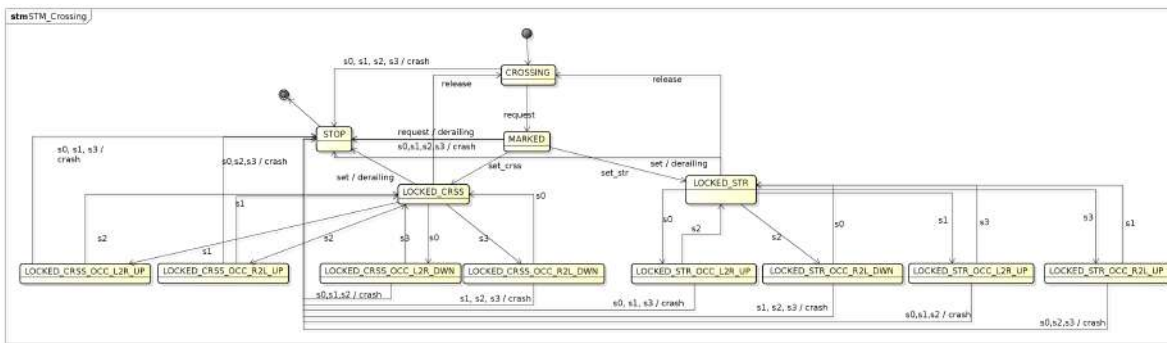 stm STM_Crossing
s0, s1, s2, s3 / crash
CROSSING
release
release
request
STOP
request / derailing
MARKED
s0, s1, s3 /
crash
s0,s2,s3 / crash
s0,s1,s2,s3 / crash
set_crss
set / derailing
set_str
set / derailing
LOCKED_CRSS
LOCKED_STR
s1
s0
s0
s2
s1
s3
s3
s1
s2
s1
s2
s3
s0
s3
s2
s0
LOCKED_CRSS_OCC_L2R_UP
LOCKED_CRSS_OCC_R2L_UP
LOCKED_CRSS_OCC_L2R_DWN
LOCKED_CRSS_OCC_R2L_DWN
LOCKED_STR_OCC_L2R_UP
LOCKED_STR_OCC_R2L_DWN
LOCKED_STR_OCC_L2R_UP
LOCKED_STR_OCC_R2L_UP
s0,s1,s2 / crash
s1, s2, s3 / crash
s0, s1, s3 / crash
s1, s2, s3 / crash
s0,s1,s2 / crash
s0,s2,s3 / crash